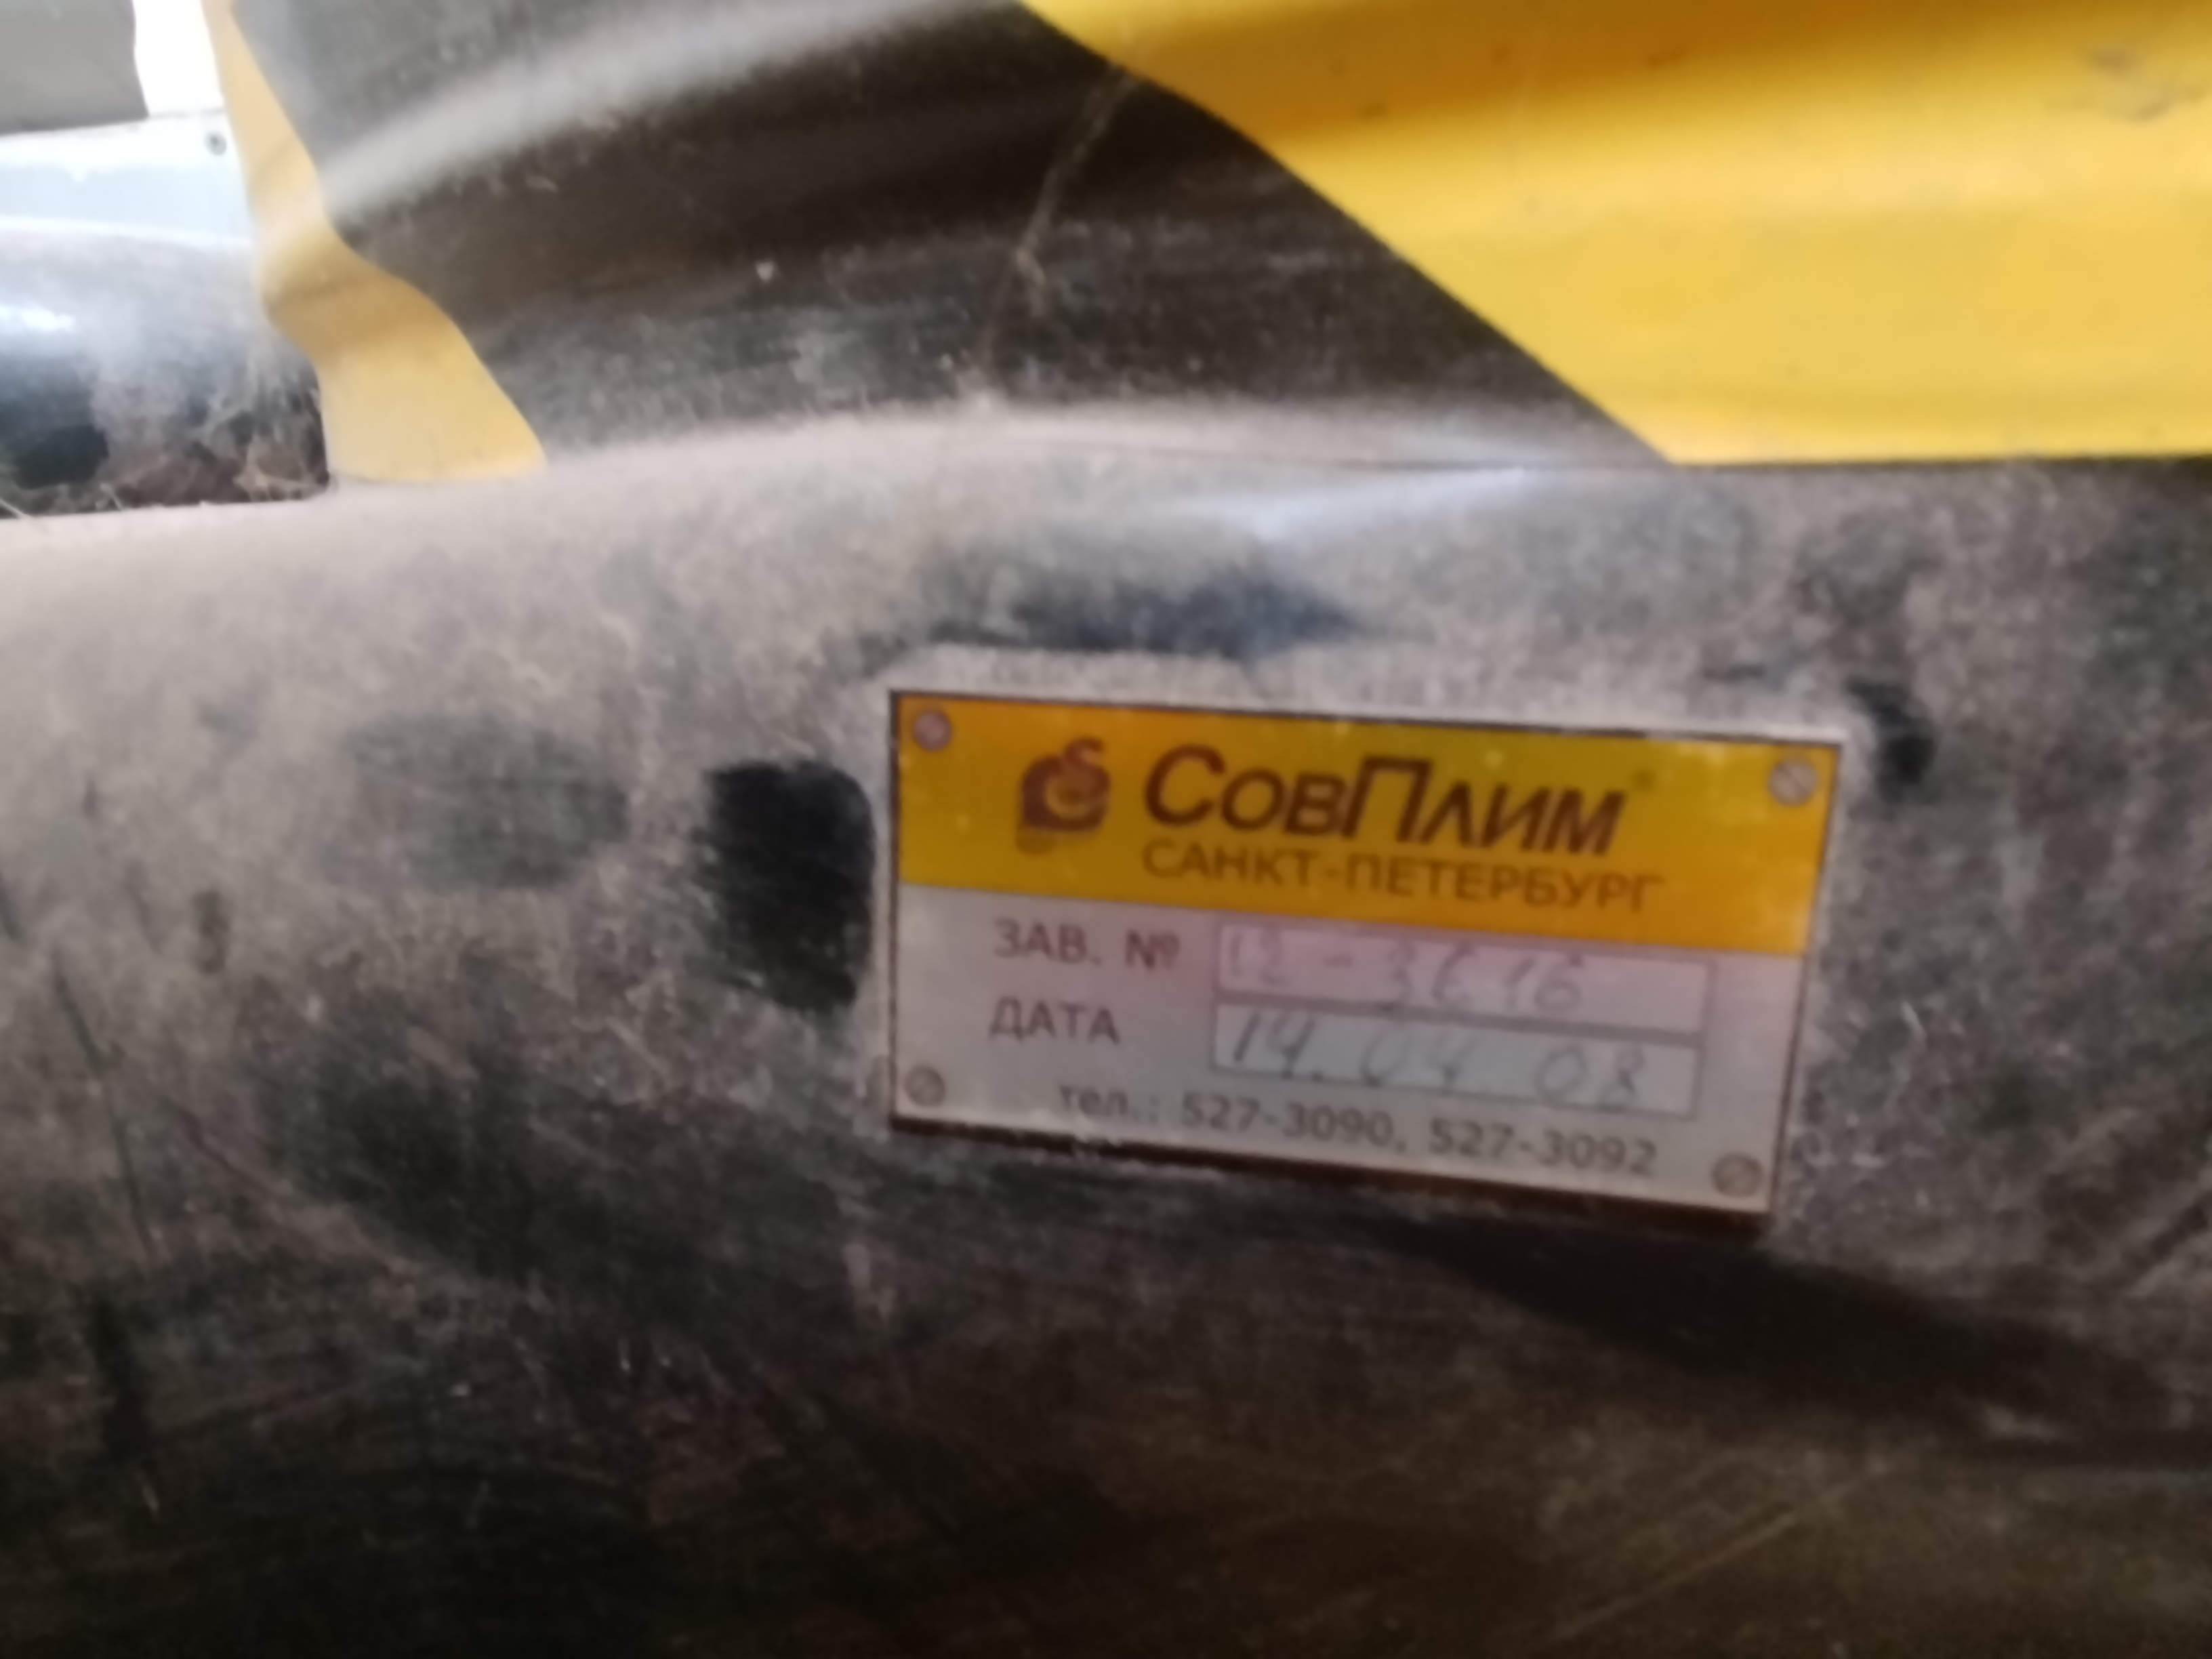 СовПлим
САНКТ-ПЕТЕРБУРГ
ЗАВ. №
ДАТА 14.04.08
тел.: 527-3090, 527-3092